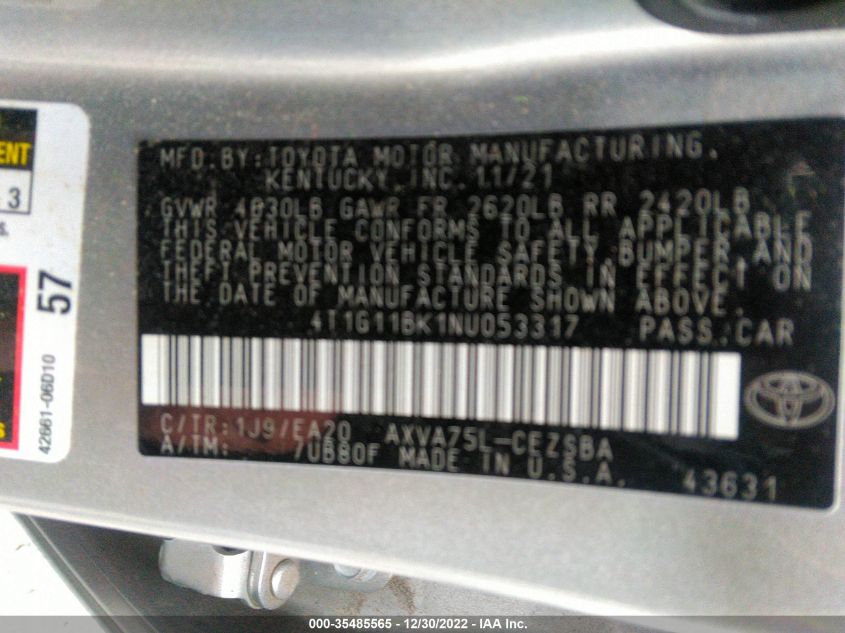 MFD.BY:TOYOTA MOTOR MANUFACTURING.
KENTUCKY,INC. 11/21
GVWR 4830LB GAWR FR 2620LB RR 2420LB
THIS VEHICLE CONFORMS TO ALL APPLICABLE
FEDERAL MOTOR VEHICLE SAFETY,BUMPER,AND
THEFT PREVENTION STANDARDS IN EFFECT ON
THE DATE OF MANUFACTURE SHOWN ABOVE.
4T1G11BK1NU053317 PASS.CAR
C/TR:1J9/EA20 AXVA75L-CEZSBA
A/TM: 7UB80F MADE IN U.S.A.
43631
3
57
42661-06D10
000-35485565 - 12/30/2022 - IAA Inc.